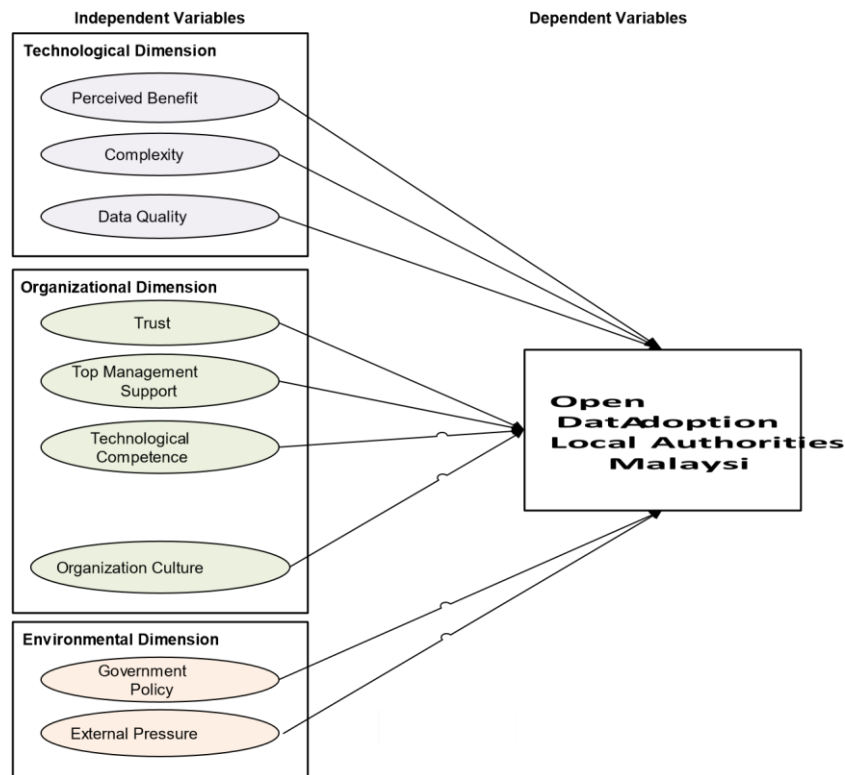 Independent Variables
Dependent Variables
Technological Dimension
Perceived Benefit
Complexity
Data Quality
Organizational Dimension
Trust
Top Management
Support
Technological
Competence
Organization Culture
Environmental Dimension
Government
Policy
External Pressure
Open
DatAdoption
Local Authorities
Malaysi